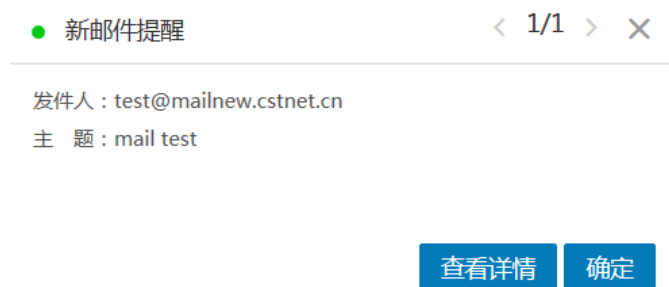 新邮件提醒 < 1/1 > ×
发件人：test@mailnew.cstnet.cn
主 题：mail test
查看详情 确定